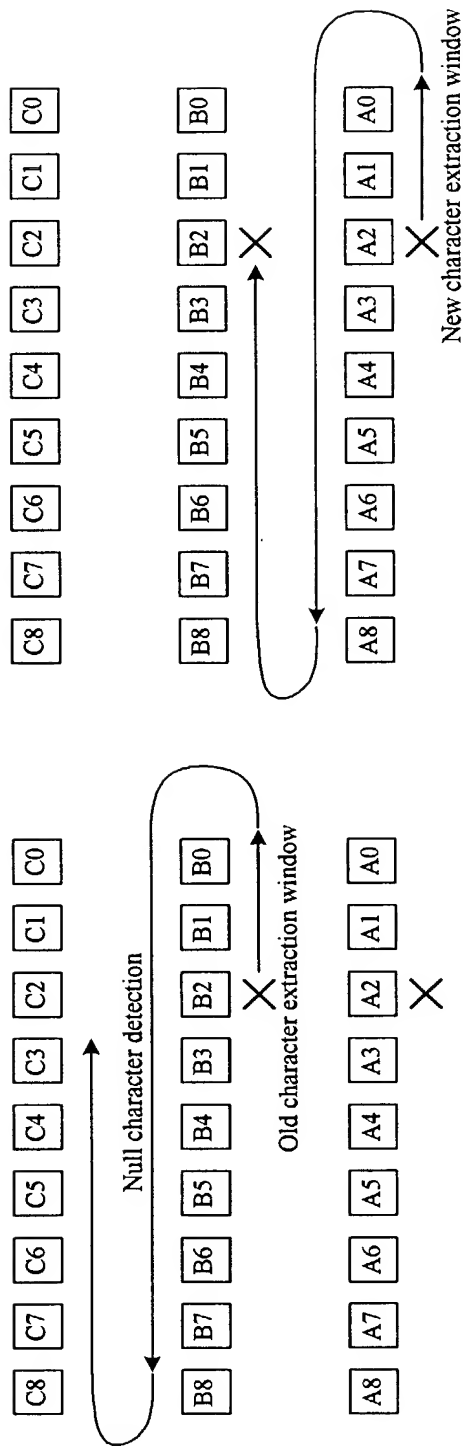 C8 C7 C6 C5 C4 C3 C2 C1 C0
Null character detection
B8 B7 B6 B5 B4 B3 B2 B1 B0
Old character extraction window
A8 A7 A6 A5 A4 A3 A2 A1 A0
C8 C7 C6 C5 C4 C3 C2 C1 C0
B8 B7 B6 B5 B4 B3 B2 B1 B0
A8 A7 A6 A5 A4 A3 A2 A1 A0
New character extraction window